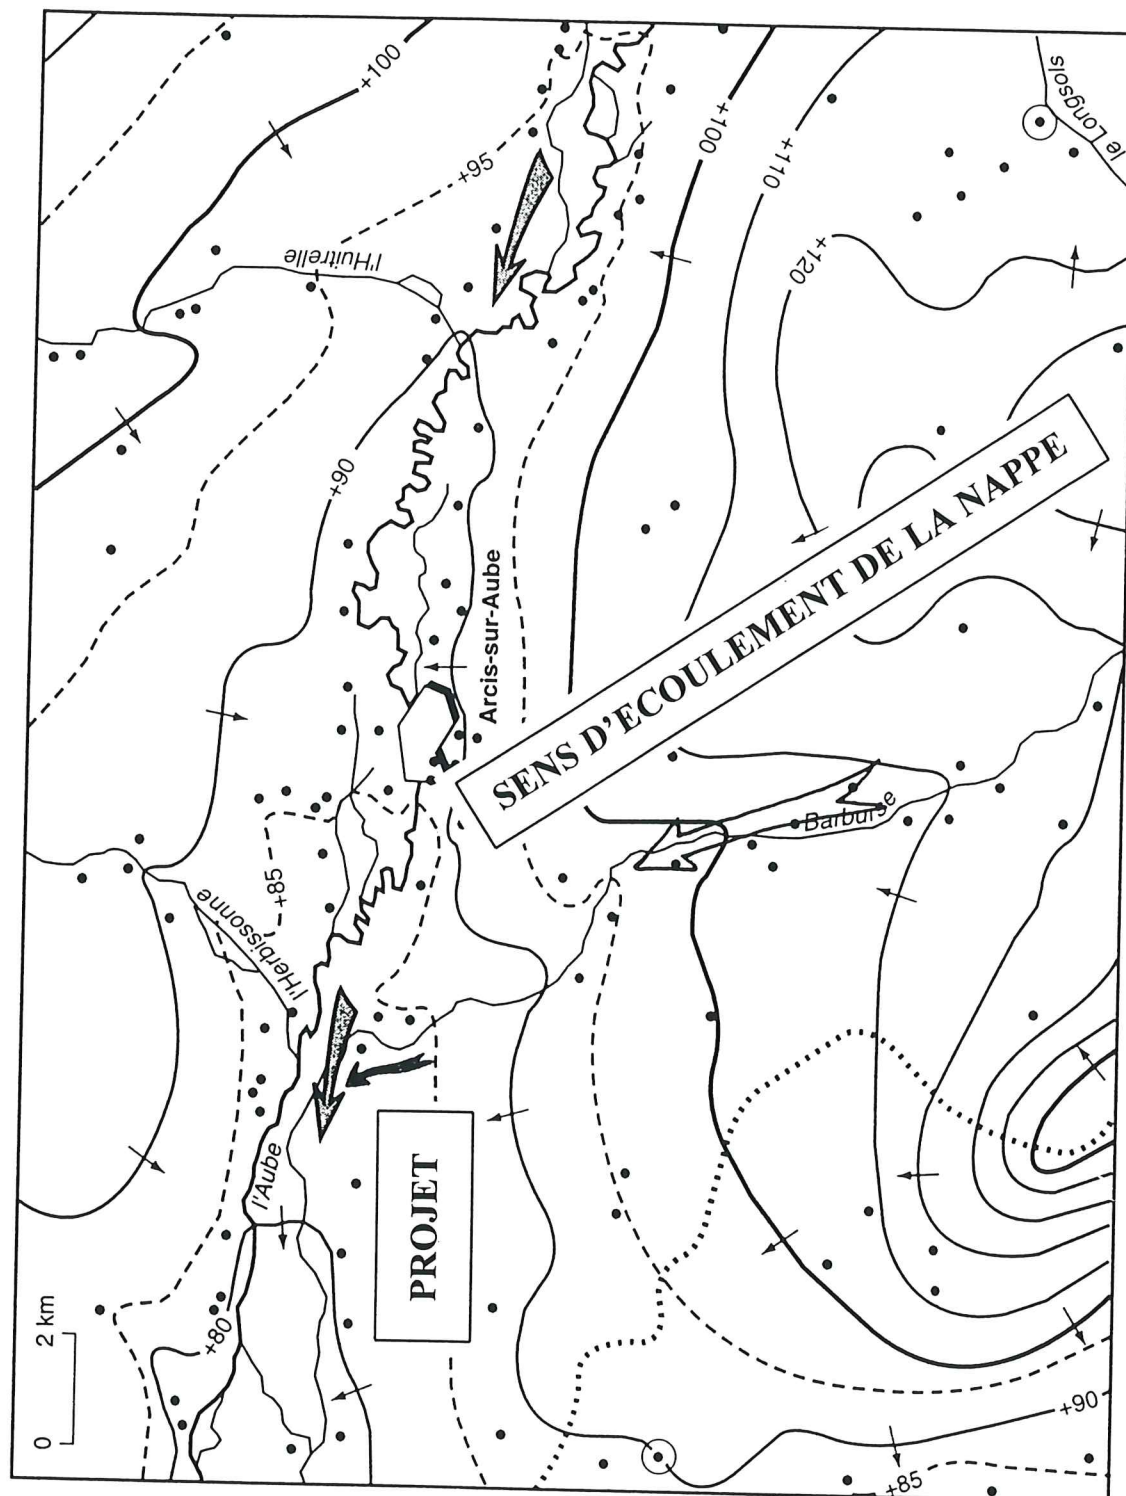 +100
+95
l'Huitrelle
+100
+110
+120
le Longsols
+90
Arcis-sur-Aube
SENS D'ECOULEMENT DE LA NAPPE
Barbuise
+85
l'Herbissonne
l'Aube
PROJET
+80
0 2 km
+90
+85